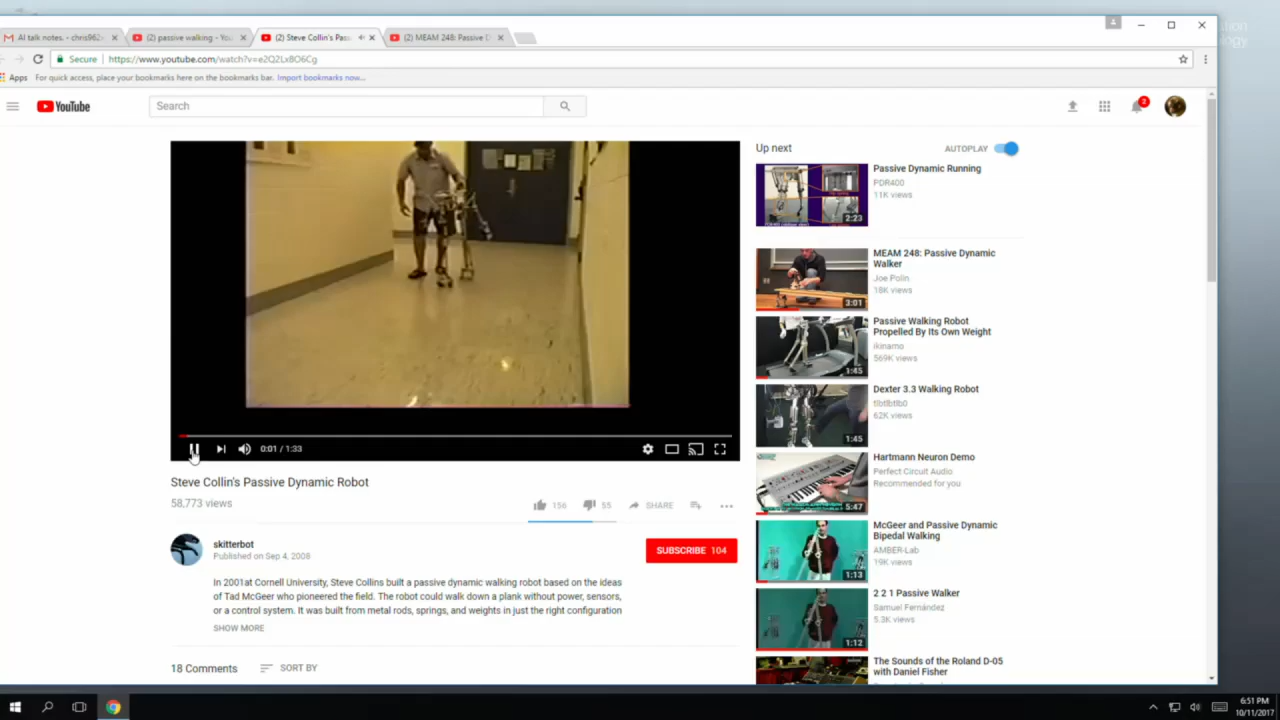 AI talk notes. - chris962
(2) passive walking - You
(2) Steve Collin's Pass
(2) MEAM 248: Passive D
4
Secure
https://www.youtube.com/watch?v=e2Q2Lx8O6Cg
Apps
For quick access, place your bookmarks here on the bookmarks bar.
Import bookmarks now...
YouTube
Search
2
Up next
AUTOPLAY
Passive Dynamic Running
PDR400
11K views
2:23
MEAM 248: Passive Dynamic
Walker
Joe Polin
18K views
3:01
Passive Walking Robot
Propelled By Its Own Weight
ikinamo
569K views
1:45
Dexter 3.3 Walking Robot
tlbtlbtlb0
62K views
1:45
Hartmann Neuron Demo
Perfect Circuit Audio
Recommended for you
5:47
McGeer and Passive Dynamic
Bipedal Walking
AMBER-Lab
19K views
1:13
2 2 1 Passive Walker
Samuel Fernández
5.3K views
1:12
The Sounds of the Roland D-05
with Daniel Fisher
0:01 / 1:33
Steve Collin's Passive Dynamic Robot
58,773 views
156
55
SHARE
skitterbot
Published on Sep 4, 2008
SUBSCRIBE 104
In 2001at Cornell University, Steve Collins built a passive dynamic walking robot based on the ideas
of Tad McGeer who pioneered the field. The robot could walk down a plank without power, sensors,
or a control system. It was built from metal rods, springs, and weights in just the right configuration
SHOW MORE
18 Comments
SORT BY
6:51 PM
10/11/2017